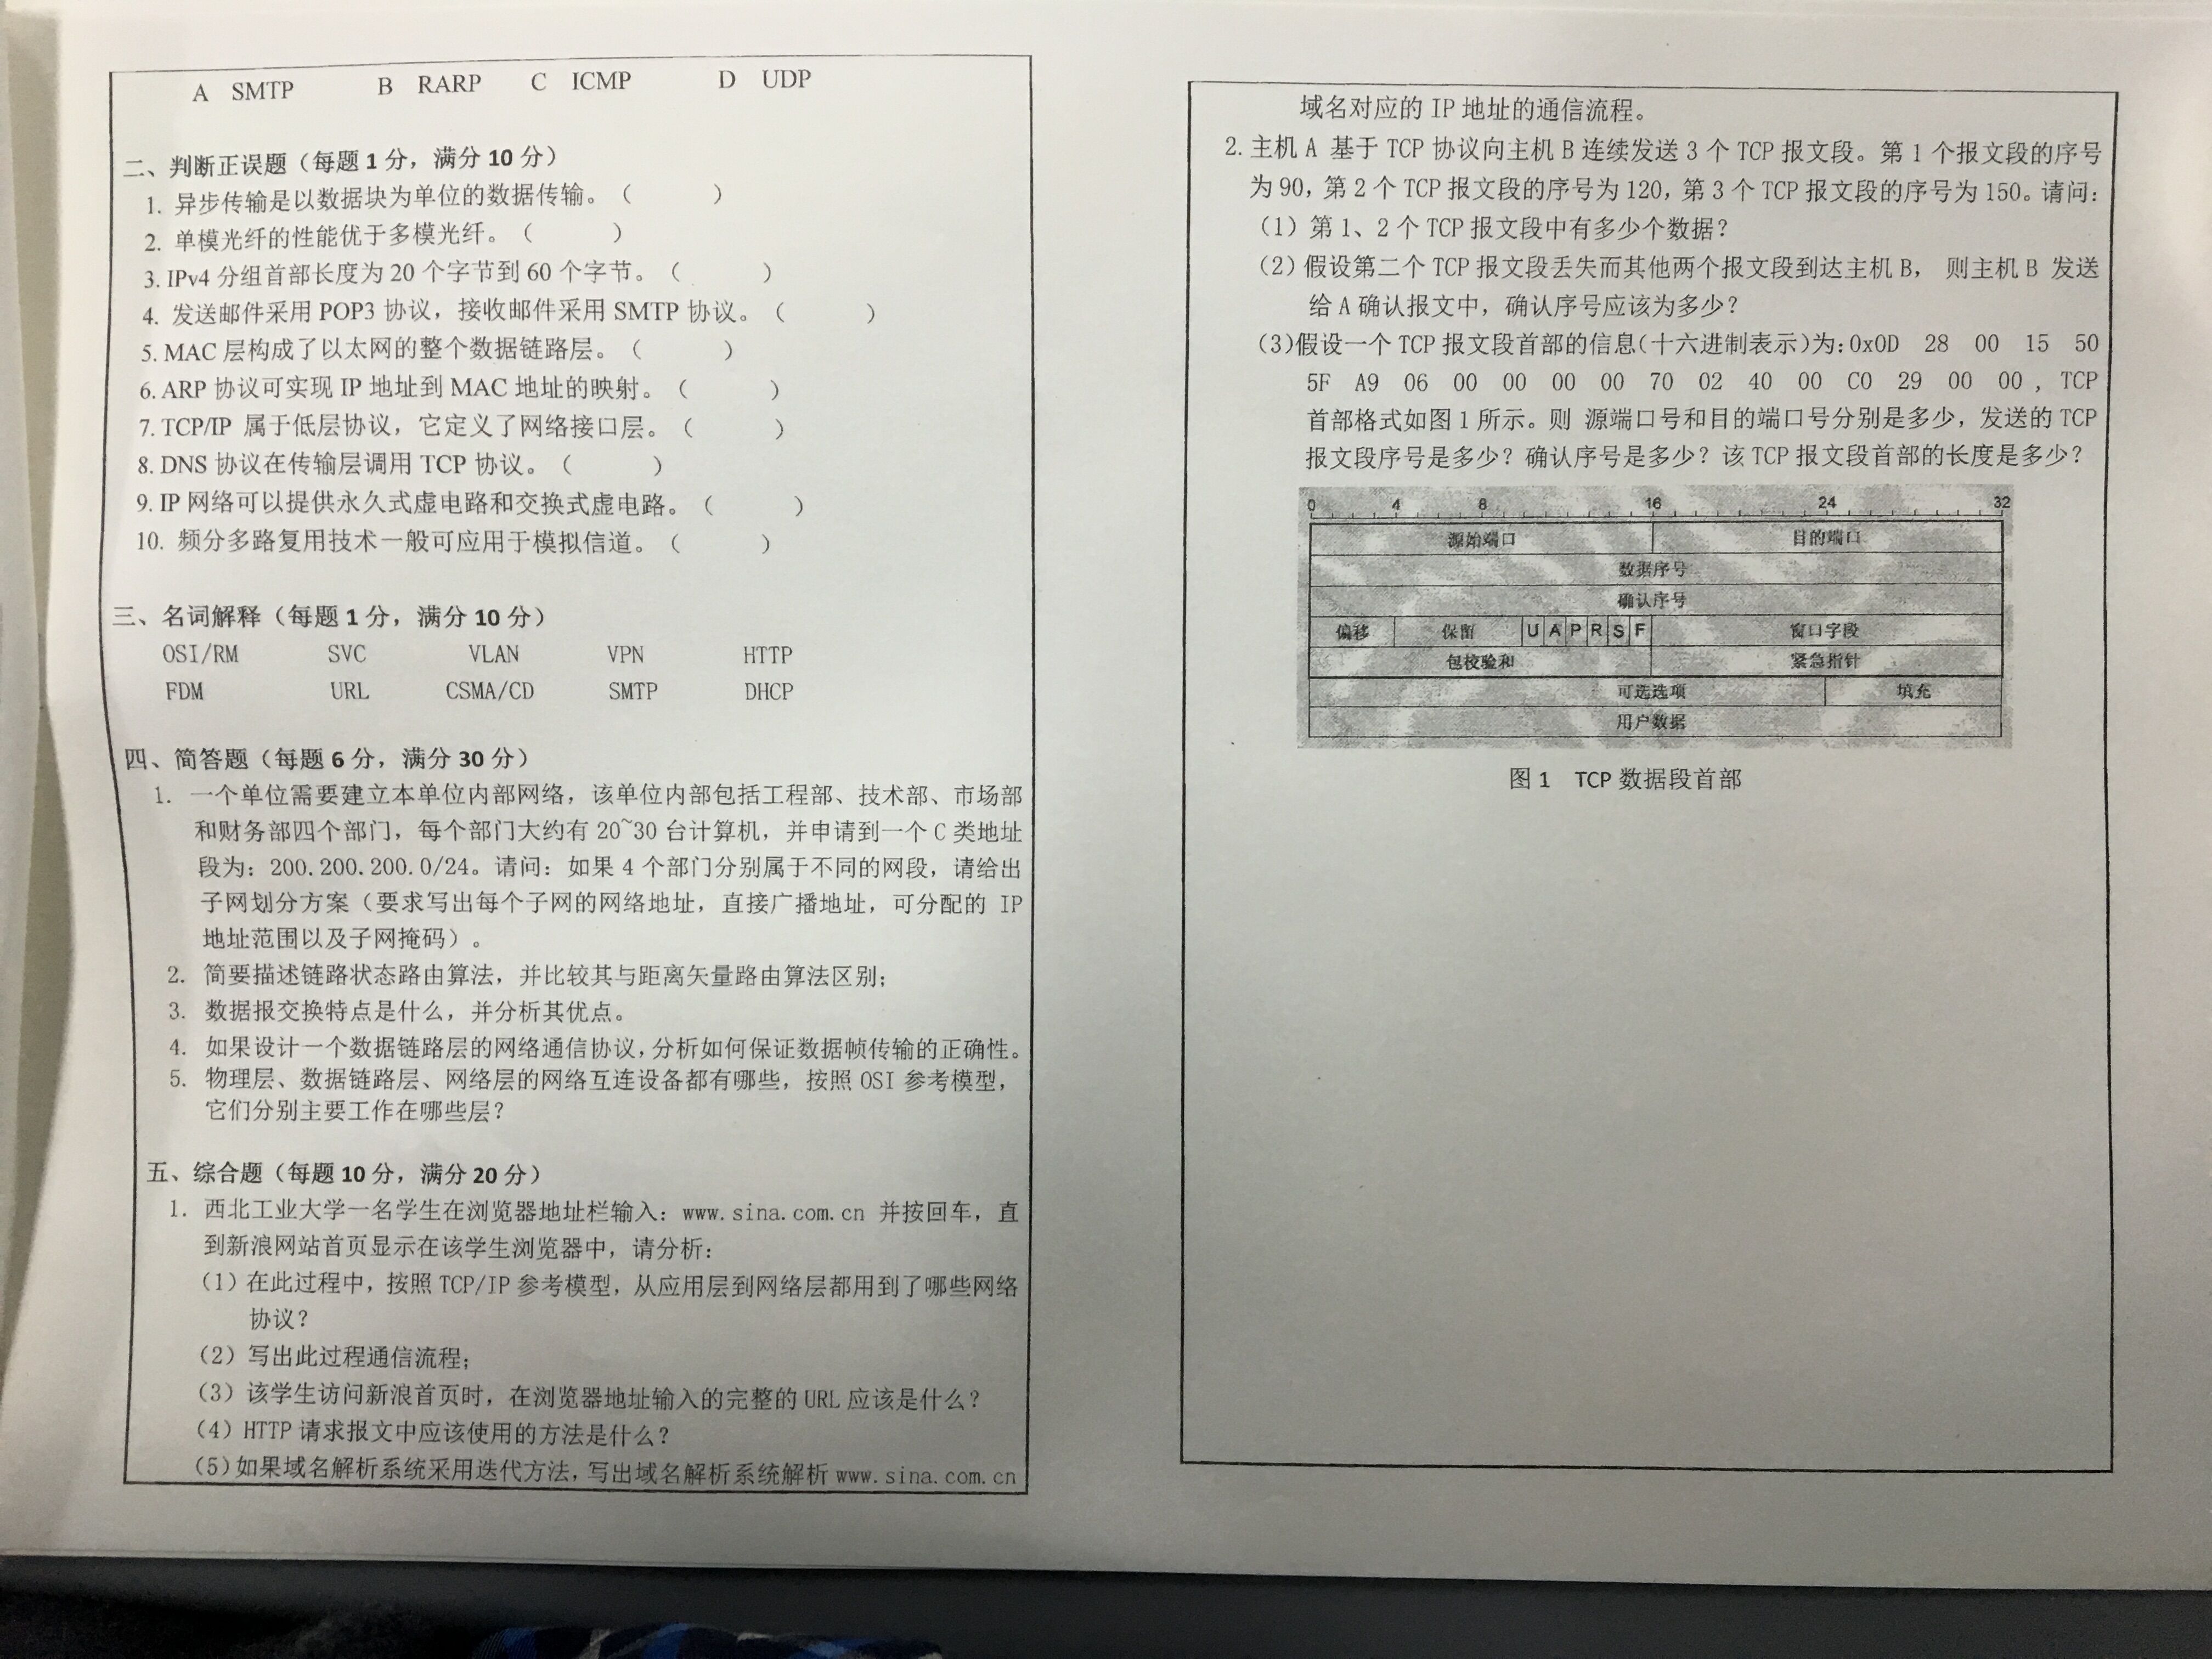 A SMTP B RARP C ICMP D UDP
二、判断正误题（每题1分，满分10分）
1. 异步传输是以数据块为单位的数据传输。（ ）
2. 单模光纤的性能优于多模光纤。（ ）
3. IPv4 分组首部长度为 20 个字节到 60 个字节。（ ）
4. 发送邮件采用 POP3 协议，接收邮件采用 SMTP 协议。（ ）
5. MAC 层构成了以太网的整个数据链路层。（ ）
6. ARP 协议可实现 IP 地址到 MAC 地址的映射。（ ）
7. TCP/IP 属于低层协议，它定义了网络接口层。（ ）
8. DNS 协议在传输层调用 TCP 协议。（ ）
9. IP 网络可以提供永久式虚电路和交换式虚电路。（ ）
10. 频分多路复用技术一般可应用于模拟信道。（ ）
三、名词解释（每题1分，满分10分）
OSI/RM SVC VLAN VPN HTTP
FDM URL CSMA/CD SMTP DHCP
四、简答题（每题6分，满分30分）
1. 一个单位需要建立本单位内部网络，该单位内部包括工程部、技术部、市场部
和财务部四个部门，每个部门大约有 20~30 台计算机，并申请到一个 C 类地址
段为：200.200.200.0/24。请问：如果 4 个部门分别属于不同的网段，请给出
子网划分方案（要求写出每个子网的网络地址，直接广播地址，可分配的 IP
地址范围以及子网掩码）。
2. 简要描述链路状态路由算法，并比较其与距离矢量路由算法区别；
3. 数据报交换特点是什么，并分析其优点。
4. 如果设计一个数据链路层的网络通信协议，分析如何保证数据帧传输的正确性。
5. 物理层、数据链路层、网络层的网络互连设备都有哪些，按照 OSI 参考模型，
它们分别主要工作在哪些层？
五、综合题（每题10分，满分20分）
1. 西北工业大学一名学生在浏览器地址栏输入：www.sina.com.cn 并按回车，直
到新浪网站首页显示在该学生浏览器中，请分析：
（1）在此过程中，按照 TCP/IP 参考模型，从应用层到网络层都用到了哪些网络
协议？
（2）写出此过程通信流程；
（3）该学生访问新浪首页时，在浏览器地址输入的完整的 URL 应该是什么？
（4）HTTP 请求报文中应该使用的方法是什么？
（5）如果域名解析系统采用迭代方法，写出域名解析系统解析 www.sina.com.cn
域名对应的 IP 地址的通信流程。
2. 主机 A 基于 TCP 协议向主机 B 连续发送 3 个 TCP 报文段。第 1 个报文段的序号
为 90，第 2 个 TCP 报文段的序号为 120，第 3 个 TCP 报文段的序号为 150。请问：
（1）第 1、2 个 TCP 报文段中有多少个数据？
（2）假设第二个 TCP 报文段丢失而其他两个报文段到达主机 B， 则主机 B 发送
给 A 确认报文中，确认序号应该为多少？
（3）假设一个 TCP 报文段首部的信息（十六进制表示）为：0x0D 28 00 15 50
5F A9 06 00 00 00 00 70 02 40 00 C0 29 00 00，TCP
首部格式如图 1 所示。则 源端口号和目的端口号分别是多少，发送的 TCP
报文段序号是多少？确认序号是多少？该 TCP 报文段首部的长度是多少？
0 4 8 16 24 32
源始端口 目的端口
数据序号
确认序号
偏移 保留 U A P R S F 窗口字段
包校验和 紧急指针
可选选项 填充
用户数据
图 1 TCP 数据段首部